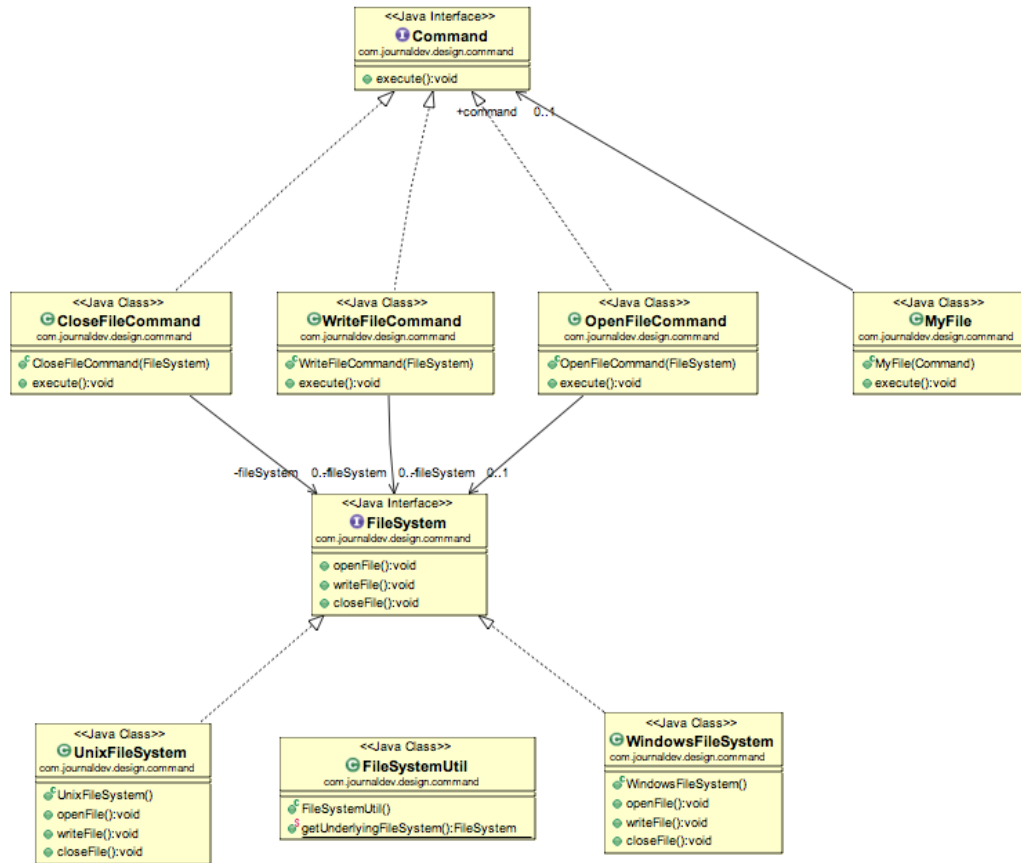 <<Java Interface>>
Command
com.journaldev.design.command
execute():void
+command 0..1
<<Java Class>>
CloseFileCommand
com.journaldev.design.command
CloseFileCommand(FileSystem)
execute():void
<<Java Class>>
WriteFileCommand
com.journaldev.design.command
WriteFileCommand(FileSystem)
execute():void
<<Java Class>>
OpenFileCommand
com.journaldev.design.command
OpenFileCommand(FileSystem)
execute():void
<<Java Class>>
MyFile
com.journaldev.design.command
MyFile(Command)
execute():void
-fileSystem 0..-fileSystem 0..-fileSystem 0..1
<<Java Interface>>
FileSystem
com.journaldev.design.command
openFile():void
writeFile():void
closeFile():void
<<Java Class>>
UnixFileSystem
com.journaldev.design.command
UnixFileSystem()
openFile():void
writeFile():void
closeFile():void
<<Java Class>>
FileSystemUtil
com.journaldev.design.command
FileSystemUtil()
getUnderlyingFileSystem():FileSystem
<<Java Class>>
WindowsFileSystem
com.journaldev.design.command
WindowsFileSystem()
openFile():void
writeFile():void
closeFile():void